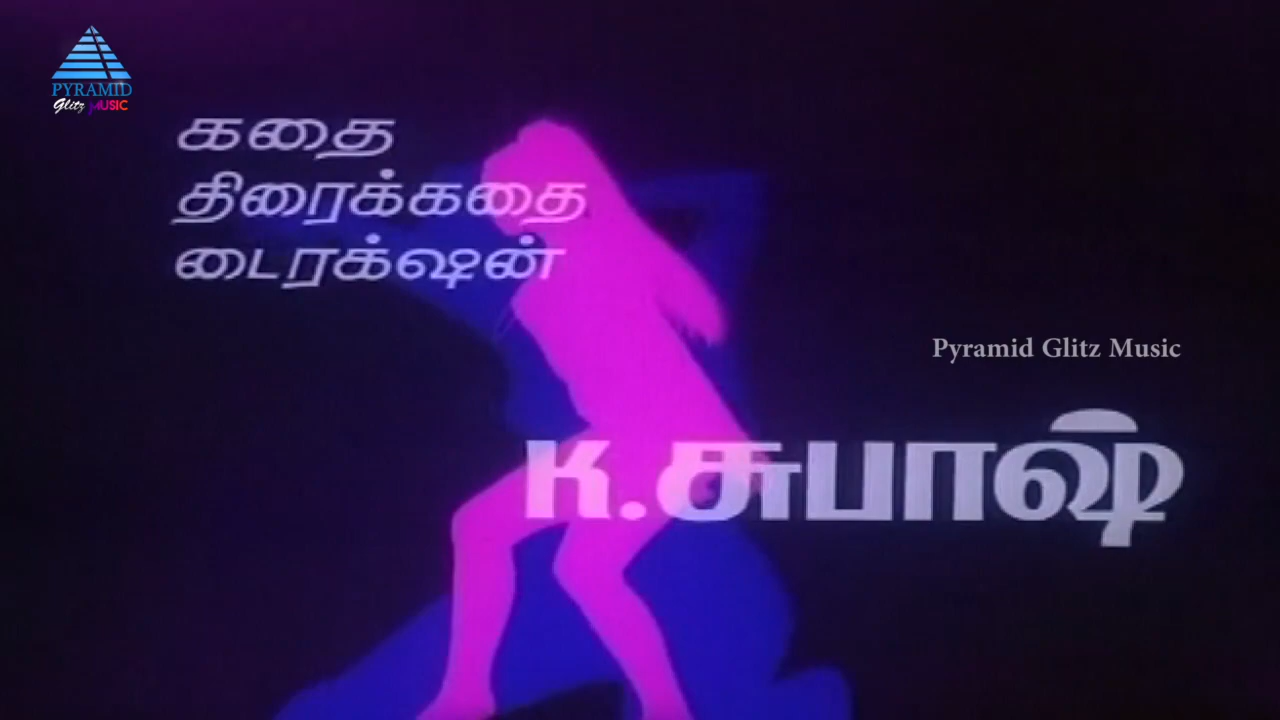 PYRAMID
Glitz MUSIC
கதை
திரைக்கதை
டைரக்ஷன்
Pyramid Glitz Music
K.சுபாஷ்